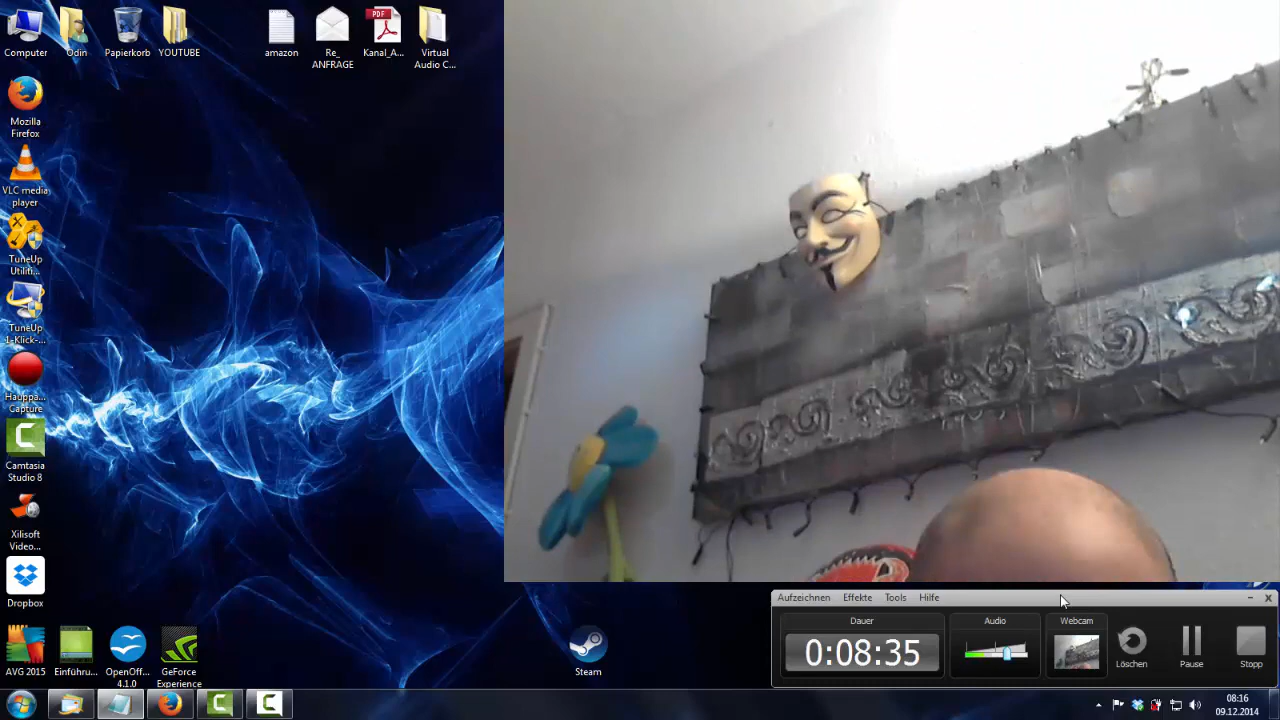 Computer
Odin
Papierkorb
YOUTUBE
amazon
Re_
ANFRAGE
PDF
Kanal_A...
Virtual
Audio C...
Mozilla
Firefox
VLC media
player
TuneUp
Utiliti...
TuneUp
1-Klick-...
Hauppa...
Capture
Camtasia
Studio 8
Xilisoft
Video...
Dropbox
AVG 2015
Einführu...
OpenOff...
4.1.0
GeForce
Experience
Steam
Aufzeichnen Effekte Tools Hilfe
Dauer
0:08:35
Audio
Webcam
Löschen
Pause
Stopp
08:16
09.12.2014